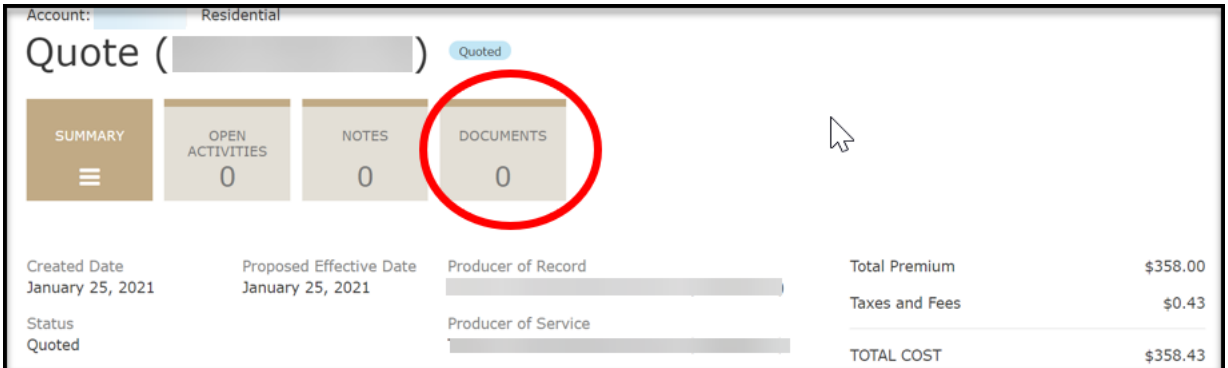 Account: Residential
Quote ( ) Quoted
SUMMARY
OPEN ACTIVITIES
0
NOTES
0
DOCUMENTS
0
Created Date
January 25, 2021
Proposed Effective Date
January 25, 2021
Producer of Record
Status
Quoted
Producer of Service
Total Premium $358.00
Taxes and Fees $0.43
TOTAL COST $358.43